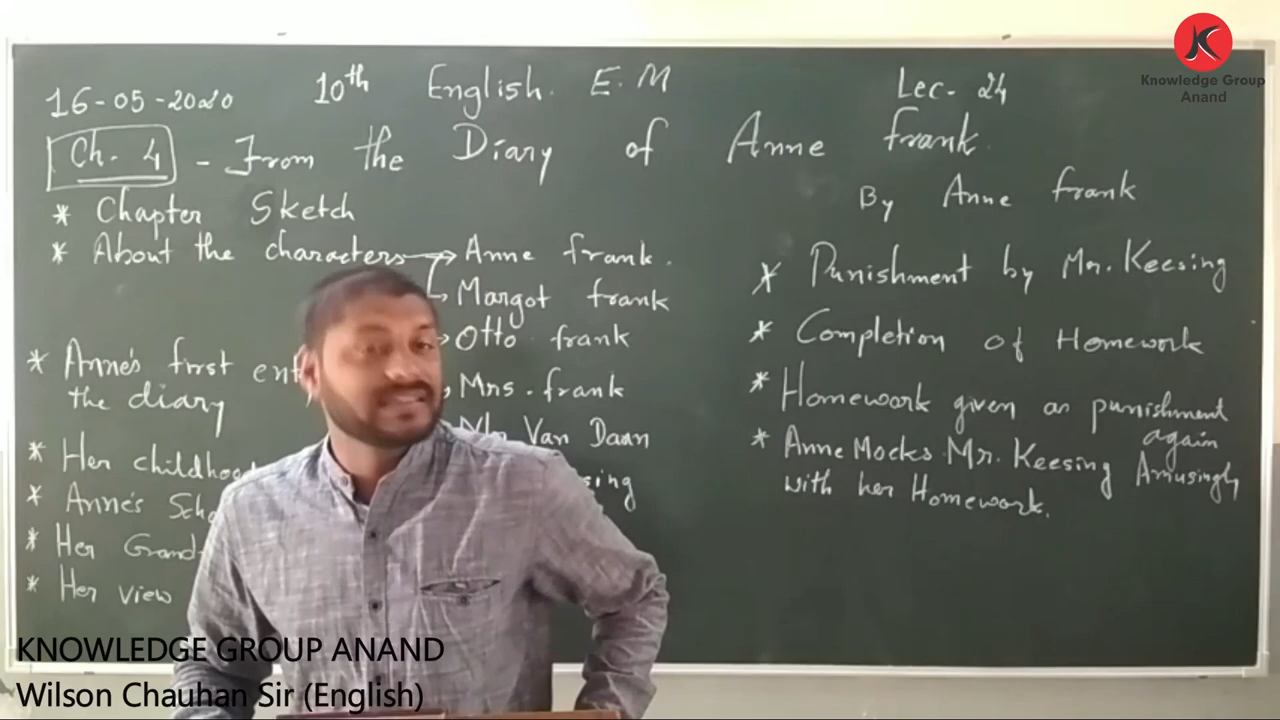 16-05-2020 10th English. E.M Lec- 24
Ch. 4 - From the Diary of Anne Frank.
By Anne Frank
* Chapter Sketch
* About the characters → Anne Frank.
Margot Frank
Otto Frank
Mrs. Frank
Van Daan
* Anne's first
the diary
* Her
* Anne's
* Her
* Her view
* Punishment by Mr. Keesing
* Completion of Homework
* Homework given as punishment
again
* Anne Mocks Mr. Keesing Amusingly
with her Homework.
Knowledge Group
Anand
KNOWLEDGE GROUP ANAND
Wilson Chauhan Sir (English)